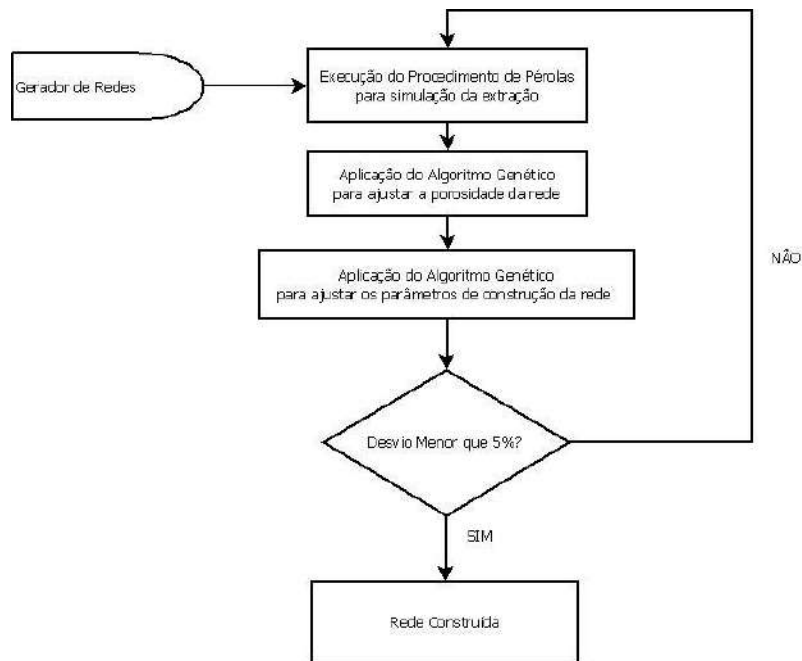 Gerador de Redes
Execução do Procedimento de Pérolas
para simulação da extração
Aplicação do Algoritmo Genético
para ajustar a porosidade da rede
Aplicação do Algoritmo Genético
para ajustar os parâmetros de construção da rede
NÃO
Desvio Menor que 5%?
SIM
Rede Construída